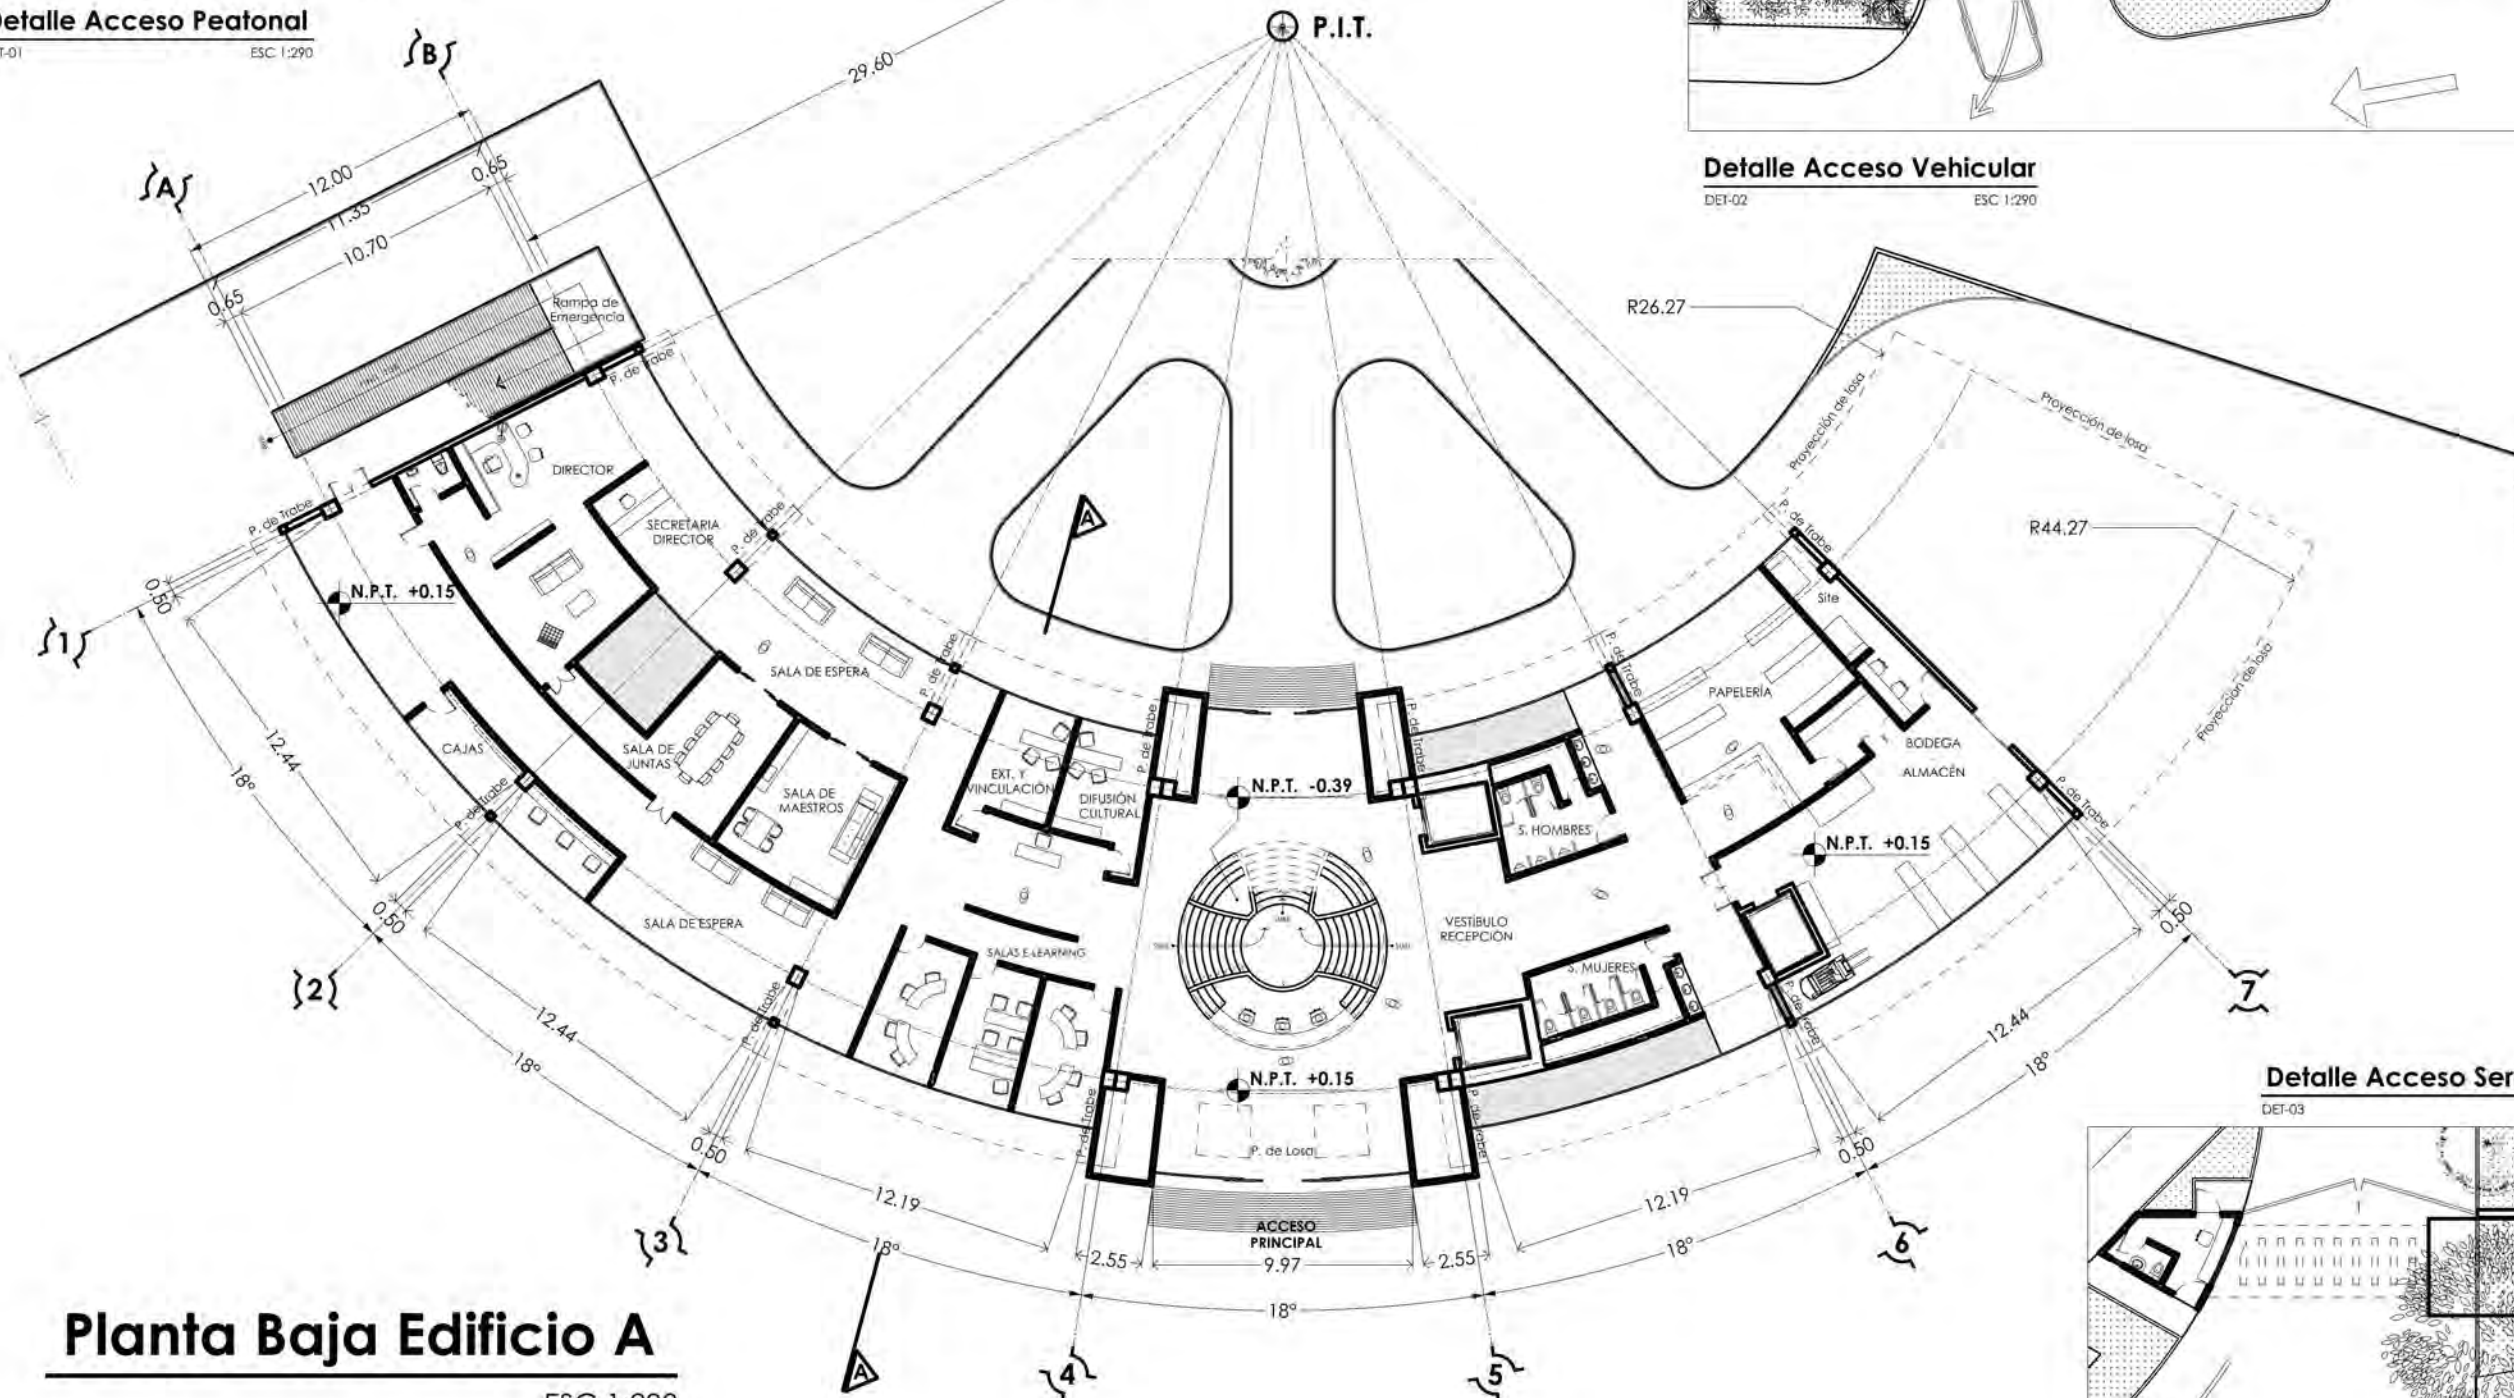 Detalle Acceso Peatonal
ESC 1:290
B
A
12.00
11.35
10.70
0.65
0.65
29.60
P.I.T.
Detalle Acceso Vehicular
DET-02
ESC 1:290
R26.27
R44.27
Proyección de losa
Proyección de losa
Proyección de losa
Rampa de
Emergencia
P. de Trabe
P. de Trabe
P. de Trabe
P. de Trabe
P. de Trabe
P. de Trabe
P. de Trabe
P. de Trabe
P. de Trabe
P. de Trabe
P. de Trabe
P. de Trabe
P. de Trabe
P. de Trabe
DIRECTOR
SECRETARIA
DIRECTOR
A
N.P.T. +0.15
SALA DE ESPERA
CAJAS
SALA DE
JUNTAS
SALA DE
MAESTROS
EXT. Y
VINCULACIÓN
DIFUSIÓN
CULTURAL
N.P.T. -0.39
S. HOMBRES
Site
PAPELERÍA
BODEGA
ALMACÉN
N.P.T. +0.15
SALA DE ESPERA
SALAS E-LEARNING
VESTÍBULO
RECEPCIÓN
S. MUJERES
N.P.T. +0.15
P. de Losa
ACCESO
PRINCIPAL
1
2
3
4
5
6
7
0.50
0.50
0.50
0.50
0.50
12.44
12.44
12.19
12.19
12.44
2.55
9.97
2.55
18°
18°
18°
18°
18°
18°
A
Detalle Acceso Ser
DET-03
Planta Baja Edificio A